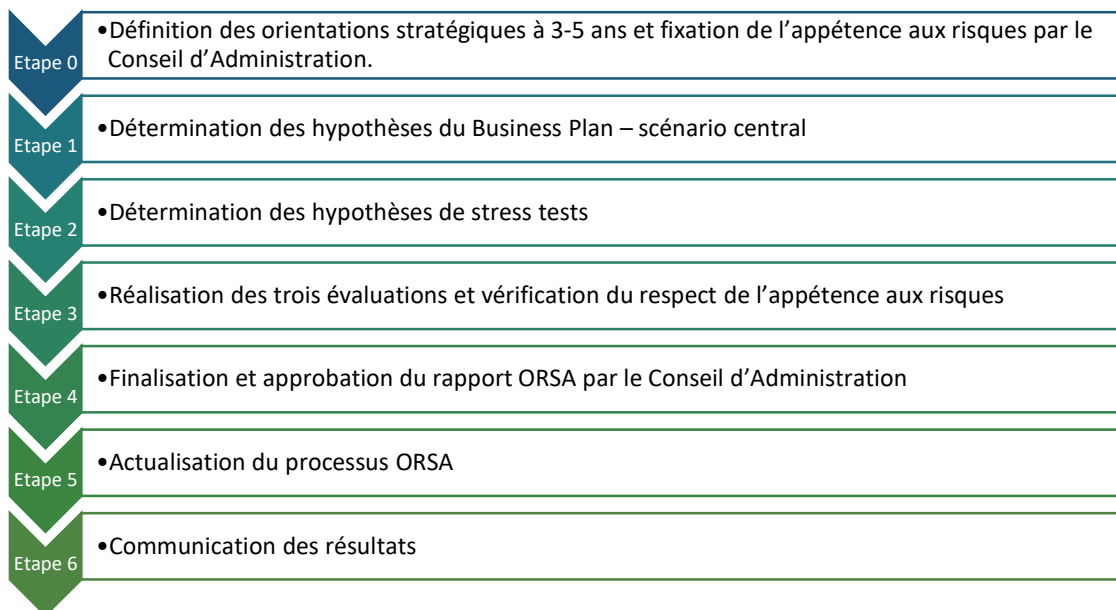 Etape 0
•Définition des orientations stratégiques à 3-5 ans et fixation de l’appétence aux risques par le
Conseil d’Administration.
Etape 1
•Détermination des hypothèses du Business Plan – scénario central
Etape 2
•Détermination des hypothèses de stress tests
Etape 3
•Réalisation des trois évaluations et vérification du respect de l’appétence aux risques
Etape 4
•Finalisation et approbation du rapport ORSA par le Conseil d’Administration
Etape 5
•Actualisation du processus ORSA
Etape 6
•Communication des résultats